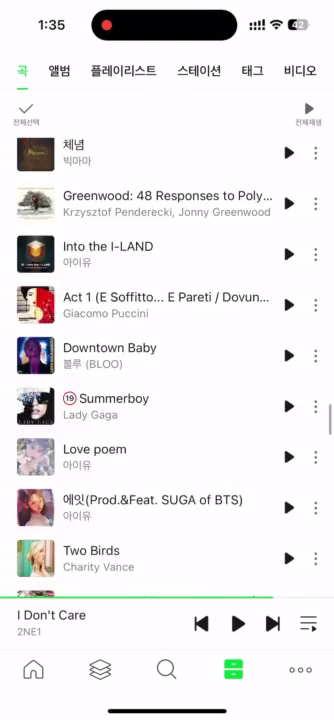 1:35
42
곡 앨범 플레이리스트 스테이션 태그 비디오
전체선택 전체재생
체념
빅마마
Greenwood: 48 Responses to Poly...
Krzysztof Penderecki, Jonny Greenwood
Into the I-LAND
아이유
Act 1 (E Soffitto... E Pareti / Dovun...
Giacomo Puccini
Downtown Baby
블루 (BLOO)
19 Summerboy
Lady Gaga
Love poem
아이유
에잇(Prod.&Feat. SUGA of BTS)
아이유
Two Birds
Charity Vance
I Don't Care
2NE1